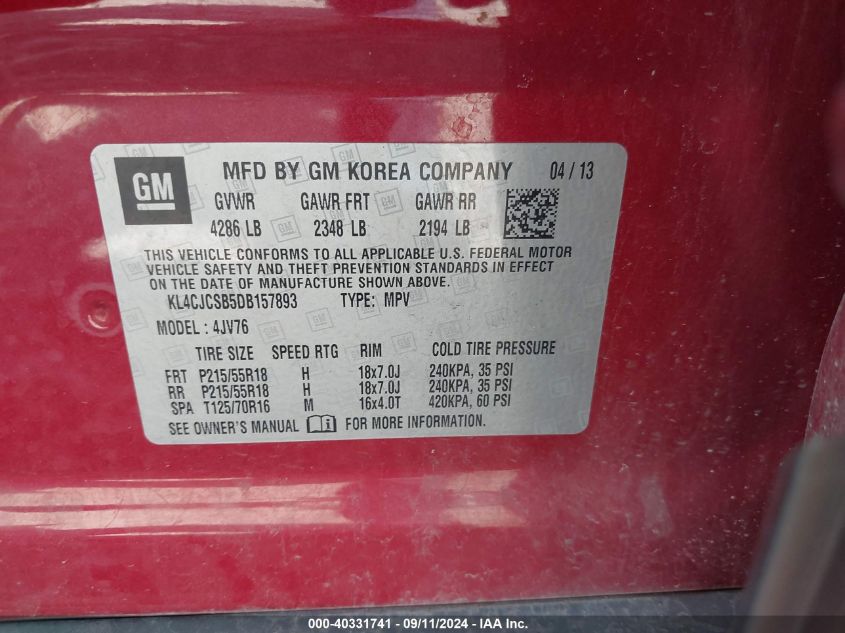 GM MFD BY GM KOREA COMPANY 04 / 13
GVWR GAWR FRT GAWR RR
4286 LB 2348 LB 2194 LB
THIS VEHICLE CONFORMS TO ALL APPLICABLE U.S. FEDERAL MOTOR
VEHICLE SAFETY AND THEFT PREVENTION STANDARDS IN EFFECT
ON THE DATE OF MANUFACTURE SHOWN ABOVE.
KL4CJCSB5DB157893 TYPE: MPV
MODEL : 4JV76
TIRE SIZE SPEED RTG RIM COLD TIRE PRESSURE
FRT P215/55R18 H 18x7.0J 240KPA, 35 PSI
RR P215/55R18 H 18x7.0J 240KPA, 35 PSI
SPA T125/70R16 M 16x4.0T 420KPA, 60 PSI
SEE OWNER'S MANUAL FOR MORE INFORMATION.
000-40331741 - 09/11/2024 - IAAI.COM